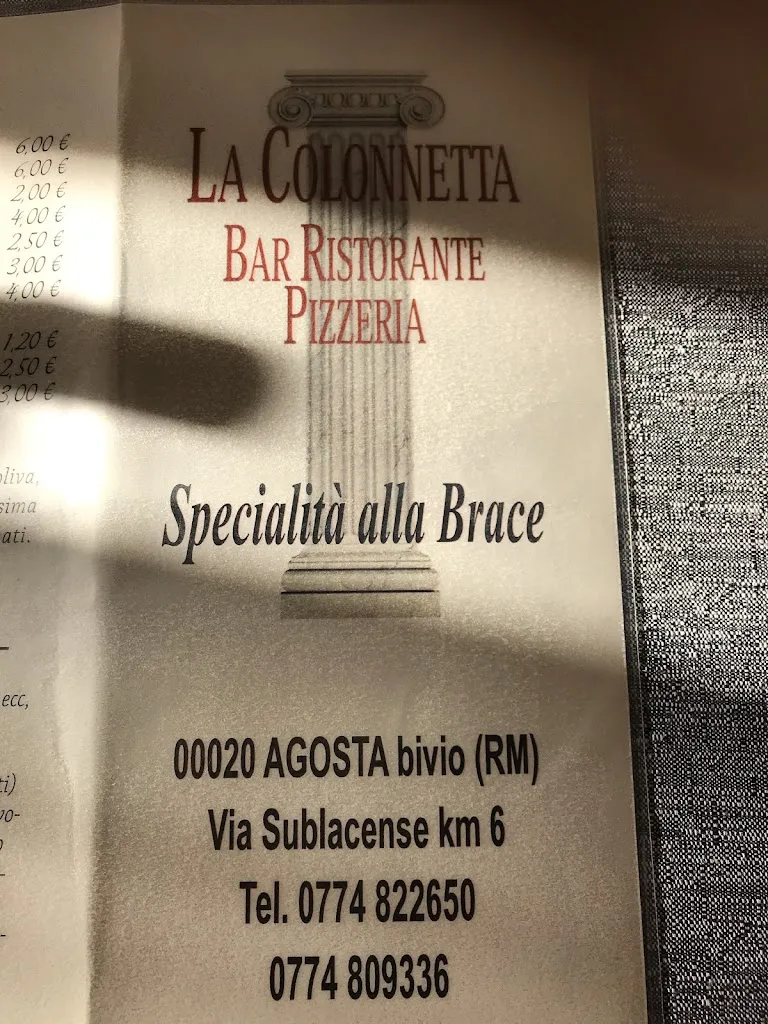 6,00 €
6,00 €
2,00 €
4,00 €
2,50 €
3,00 €
4,00 €
1,20 €
2,50 €
3,00 €
ecc,
LA COLONNETTA
BAR RISTORANTE
PIZZERIA
Specialità alla Brace
00020 AGOSTA bivio (RM)
Via Sublacense km 6
Tel. 0774 822650
0774 809336